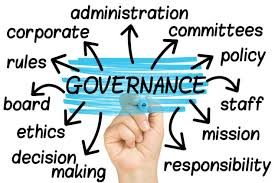 administration
corporate
committees
rules
policy
GOVERNANCE
board
staff
ethics
mission
decision
making
responsibility